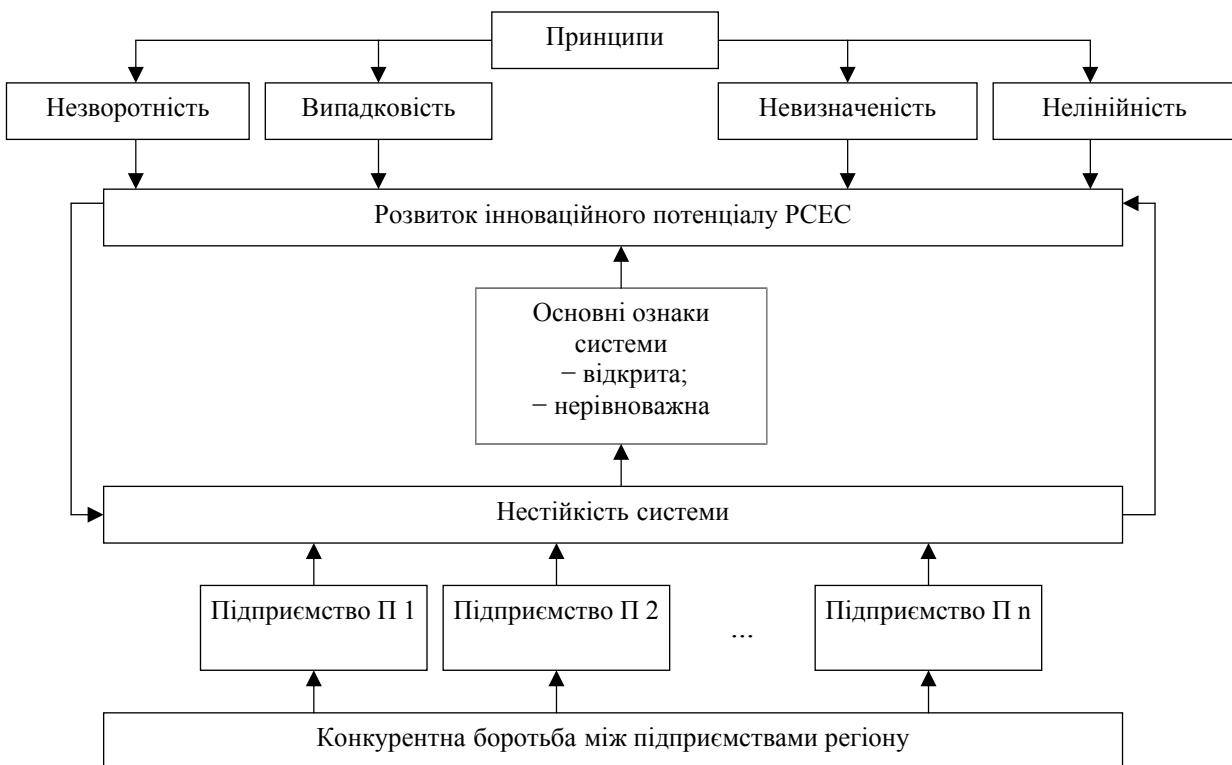 Принципи
Незворотність
Випадковість
Невизначеність
Нелінійність
Розвиток інноваційного потенціалу РСЕС
Основні ознаки
системи
− відкрита;
− нерівноважна
Нестійкість системи
Підприємство П 1
Підприємство П 2
...
Підприємство П n
Конкурентна боротьба між підприємствами регіону